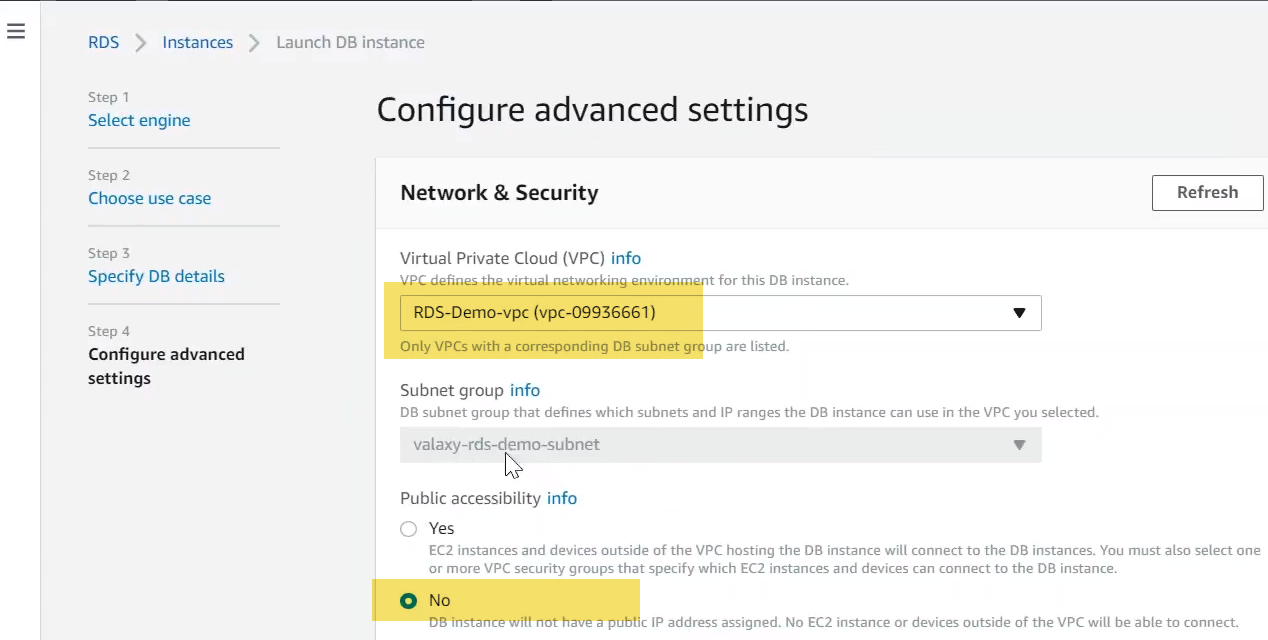 RDS > Instances > Launch DB instance
Step 1
Select engine
Step 2
Choose use case
Step 3
Specify DB details
Step 4
Configure advanced
settings
Configure advanced settings
Network & Security
Refresh
Virtual Private Cloud (VPC) info
VPC defines the virtual networking environment for this DB instance.
RDS-Demo-vpc (vpc-09936661)
Only VPCs with a corresponding DB subnet group are listed.
Subnet group info
DB subnet group that defines which subnets and IP ranges the DB instance can use in the VPC you selected.
valaxy-rds-demo-subnet
Public accessibility info
Yes
EC2 instances and devices outside of the VPC hosting the DB instance will connect to the DB instances. You must also select one
or more VPC security groups that specify which EC2 instances and devices can connect to the DB instance.
No
DB instance will not have a public IP address assigned. No EC2 instance or devices outside of the VPC will be able to connect.